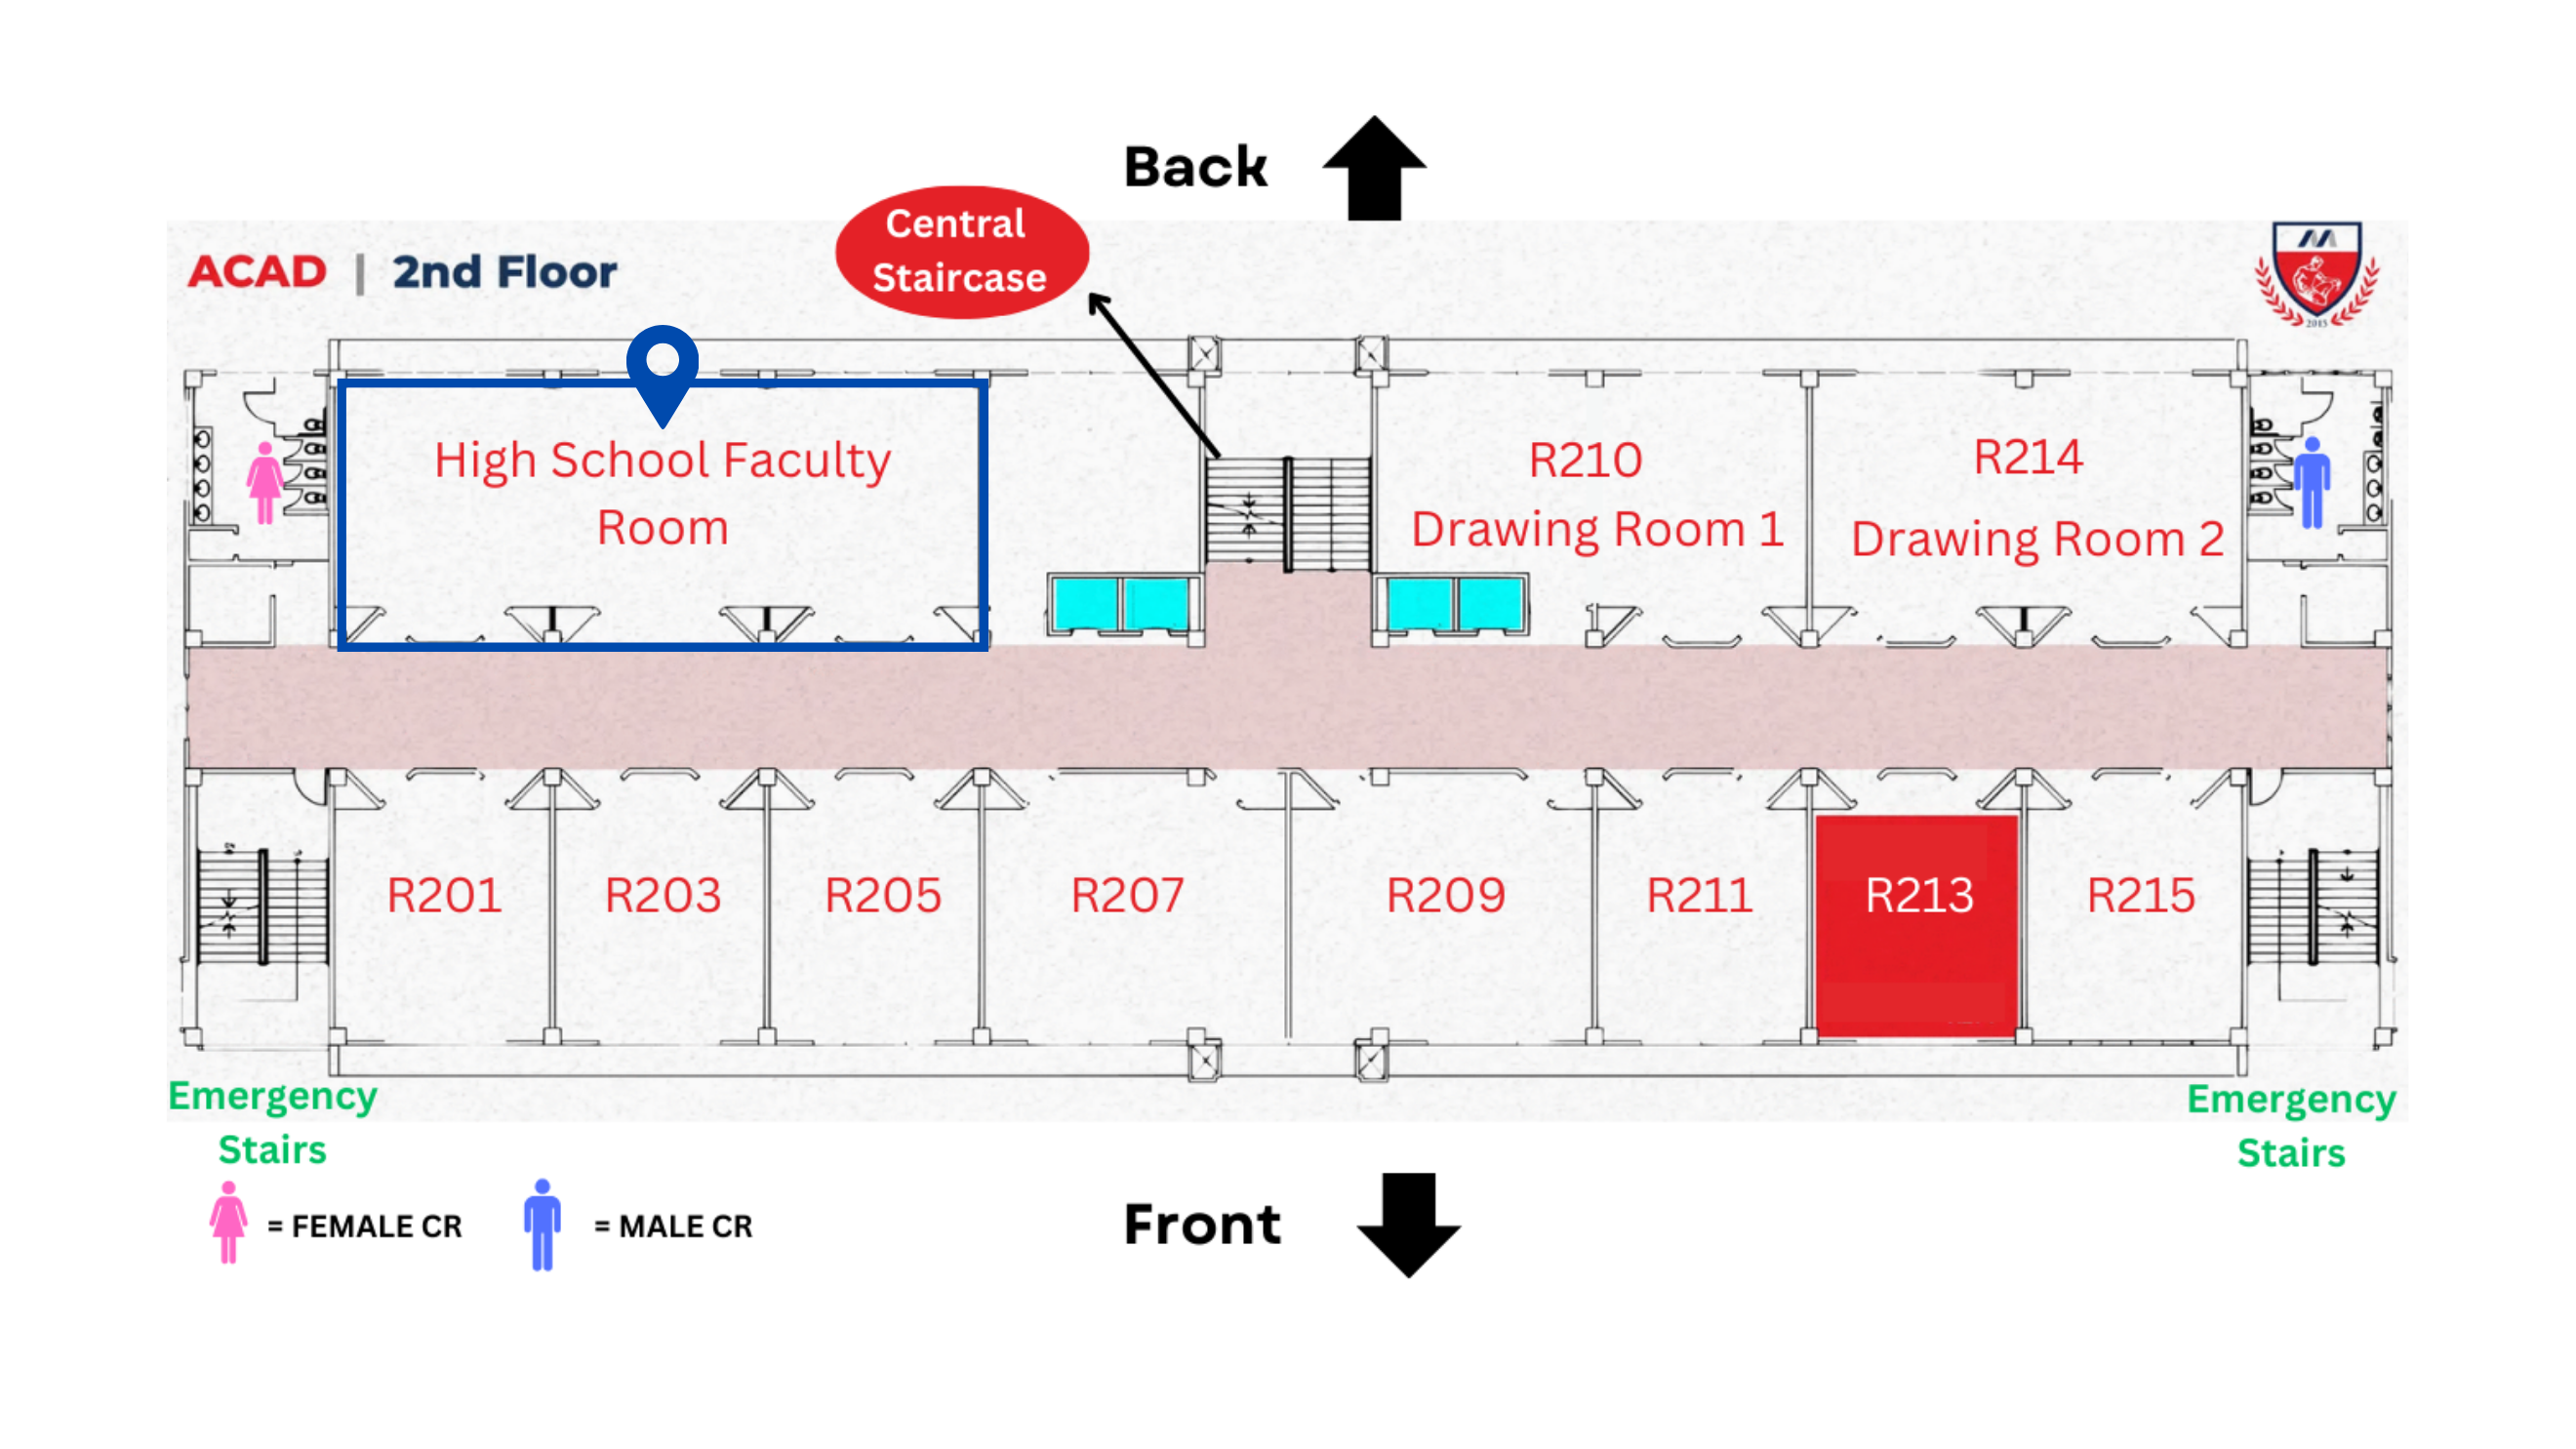 Back
Central
Staircase
ACAD | 2nd Floor
2015
High School Faculty
Room
R210
Drawing Room 1
R214
Drawing Room 2
R201
R203
R205
R207
R209
R211
R213
R215
Emergency
Stairs
Emergency
Stairs
= FEMALE CR
= MALE CR
Front